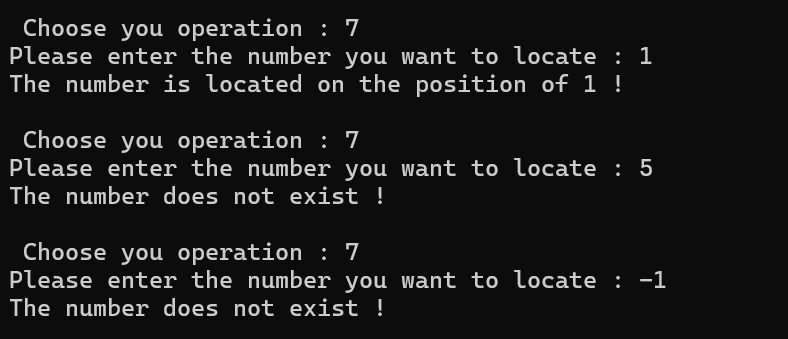 Choose you operation : 7
Please enter the number you want to locate : 1
The number is located on the position of 1 !
Choose you operation : 7
Please enter the number you want to locate : 5
The number does not exist !
Choose you operation : 7
Please enter the number you want to locate : -1
The number does not exist !